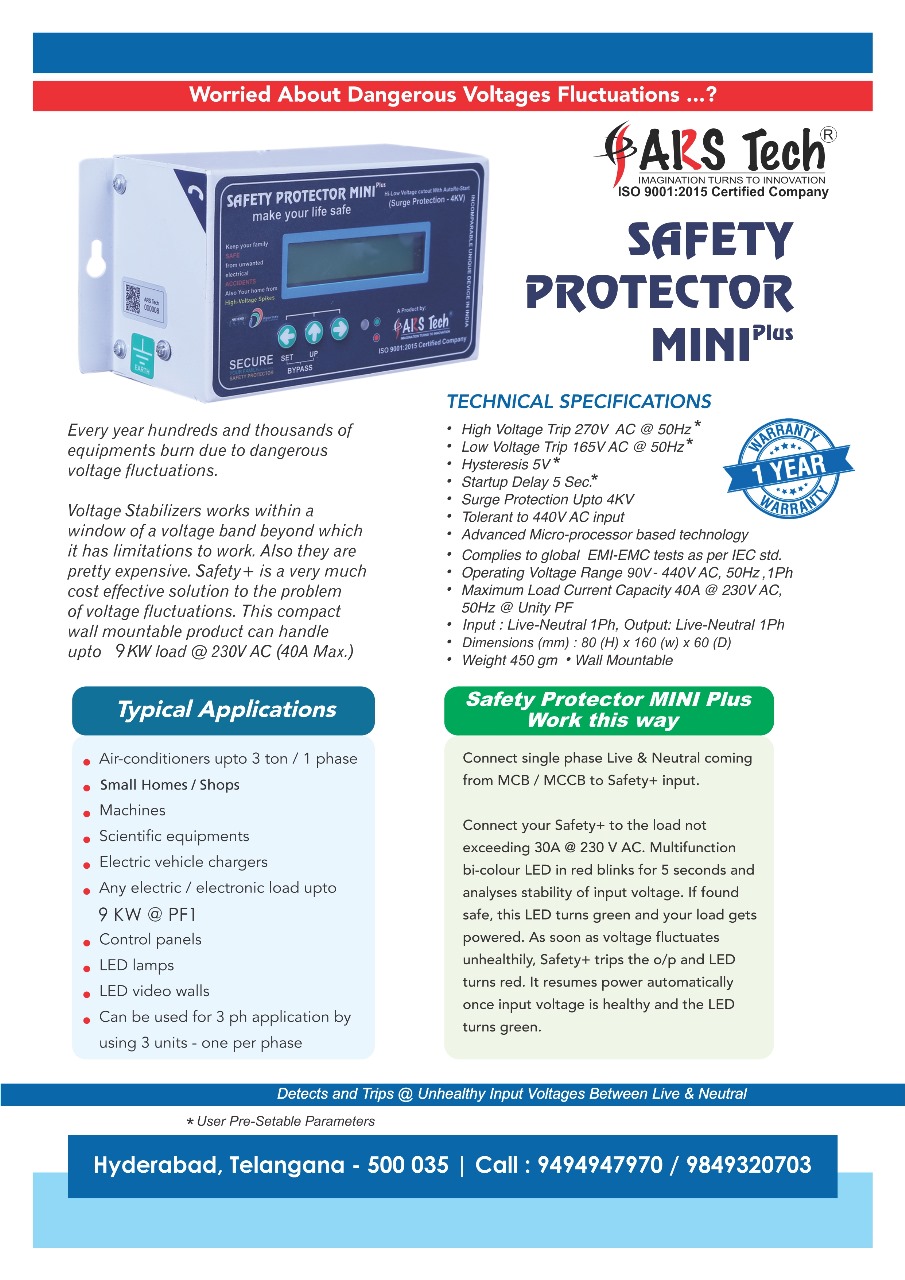 Worried About Dangerous Voltages Fluctuations ...?
ARS Tech®
IMAGINATION TURNS TO INNOVATION
ISO 9001:2015 Certified Company
SAFETY
PROTECTOR
MINI Plus
SAFETY PROTECTOR MINI Plus
make your life safe
Hi-Low Voltage cutout With AutoRe-Start
(Surge Protection - 4KV)
INCOMPARABLE UNIQUE DEVICE IN INDIA
Keep your family
SAFE
from unwanted
electrical
ACCIDENTS
Also Your home from
High-Voltage Spikes
ARS Tech
EARTH
SET
UP
BYPASS
SECURE
SAFETY PROTECTOR
A Product by:
ARS Tech
IMAGINATION TURNS TO INNOVATION
ISO 9001:2015 Certified Company
Every year hundreds and thousands of
equipments burn due to dangerous
voltage fluctuations.
Voltage Stabilizers works within a
window of a voltage band beyond which
it has limitations to work. Also they are
pretty expensive. Safety+ is a very much
cost effective solution to the problem
of voltage fluctuations. This compact
wall mountable product can handle
upto 9KW load @ 230V AC (40A Max.)
TECHNICAL SPECIFICATIONS
• High Voltage Trip 270V AC @ 50Hz*
• Low Voltage Trip 165V AC @ 50Hz*
• Hysteresis 5V*
• Startup Delay 5 Sec.*
• Surge Protection Upto 4KV
• Tolerant to 440V AC input
• Advanced Micro-processor based technology
• Complies to global EMI-EMC tests as per IEC std.
• Operating Voltage Range 90V - 440V AC, 50Hz ,1Ph
• Maximum Load Current Capacity 40A @ 230V AC,
50Hz @ Unity PF
• Input : Live-Neutral 1Ph, Output: Live-Neutral 1Ph
• Dimensions (mm) : 80 (H) x 160 (w) x 60 (D)
• Weight 450 gm • Wall Mountable
WARRANTY
1 YEAR
WARRANTY
Typical Applications
• Air-conditioners upto 3 ton / 1 phase
• Small Homes / Shops
• Machines
• Scientific equipments
• Electric vehicle chargers
• Any electric / electronic load upto
9 KW @ PF1
• Control panels
• LED lamps
• LED video walls
• Can be used for 3 ph application by
using 3 units - one per phase
Safety Protector MINI Plus
Work this way
Connect single phase Live & Neutral coming
from MCB / MCCB to Safety+ input.
Connect your Safety+ to the load not
exceeding 30A @ 230 V AC. Multifunction
bi-colour LED in red blinks for 5 seconds and
analyses stability of input voltage. If found
safe, this LED turns green and your load gets
powered. As soon as voltage fluctuates
unhealthily, Safety+ trips the o/p and LED
turns red. It resumes power automatically
once input voltage is healthy and the LED
turns green.
Detects and Trips @ Unhealthy Input Voltages Between Live & Neutral
* User Pre-Setable Parameters
Hyderabad, Telangana - 500 035 | Call : 9494947970 / 9849320703